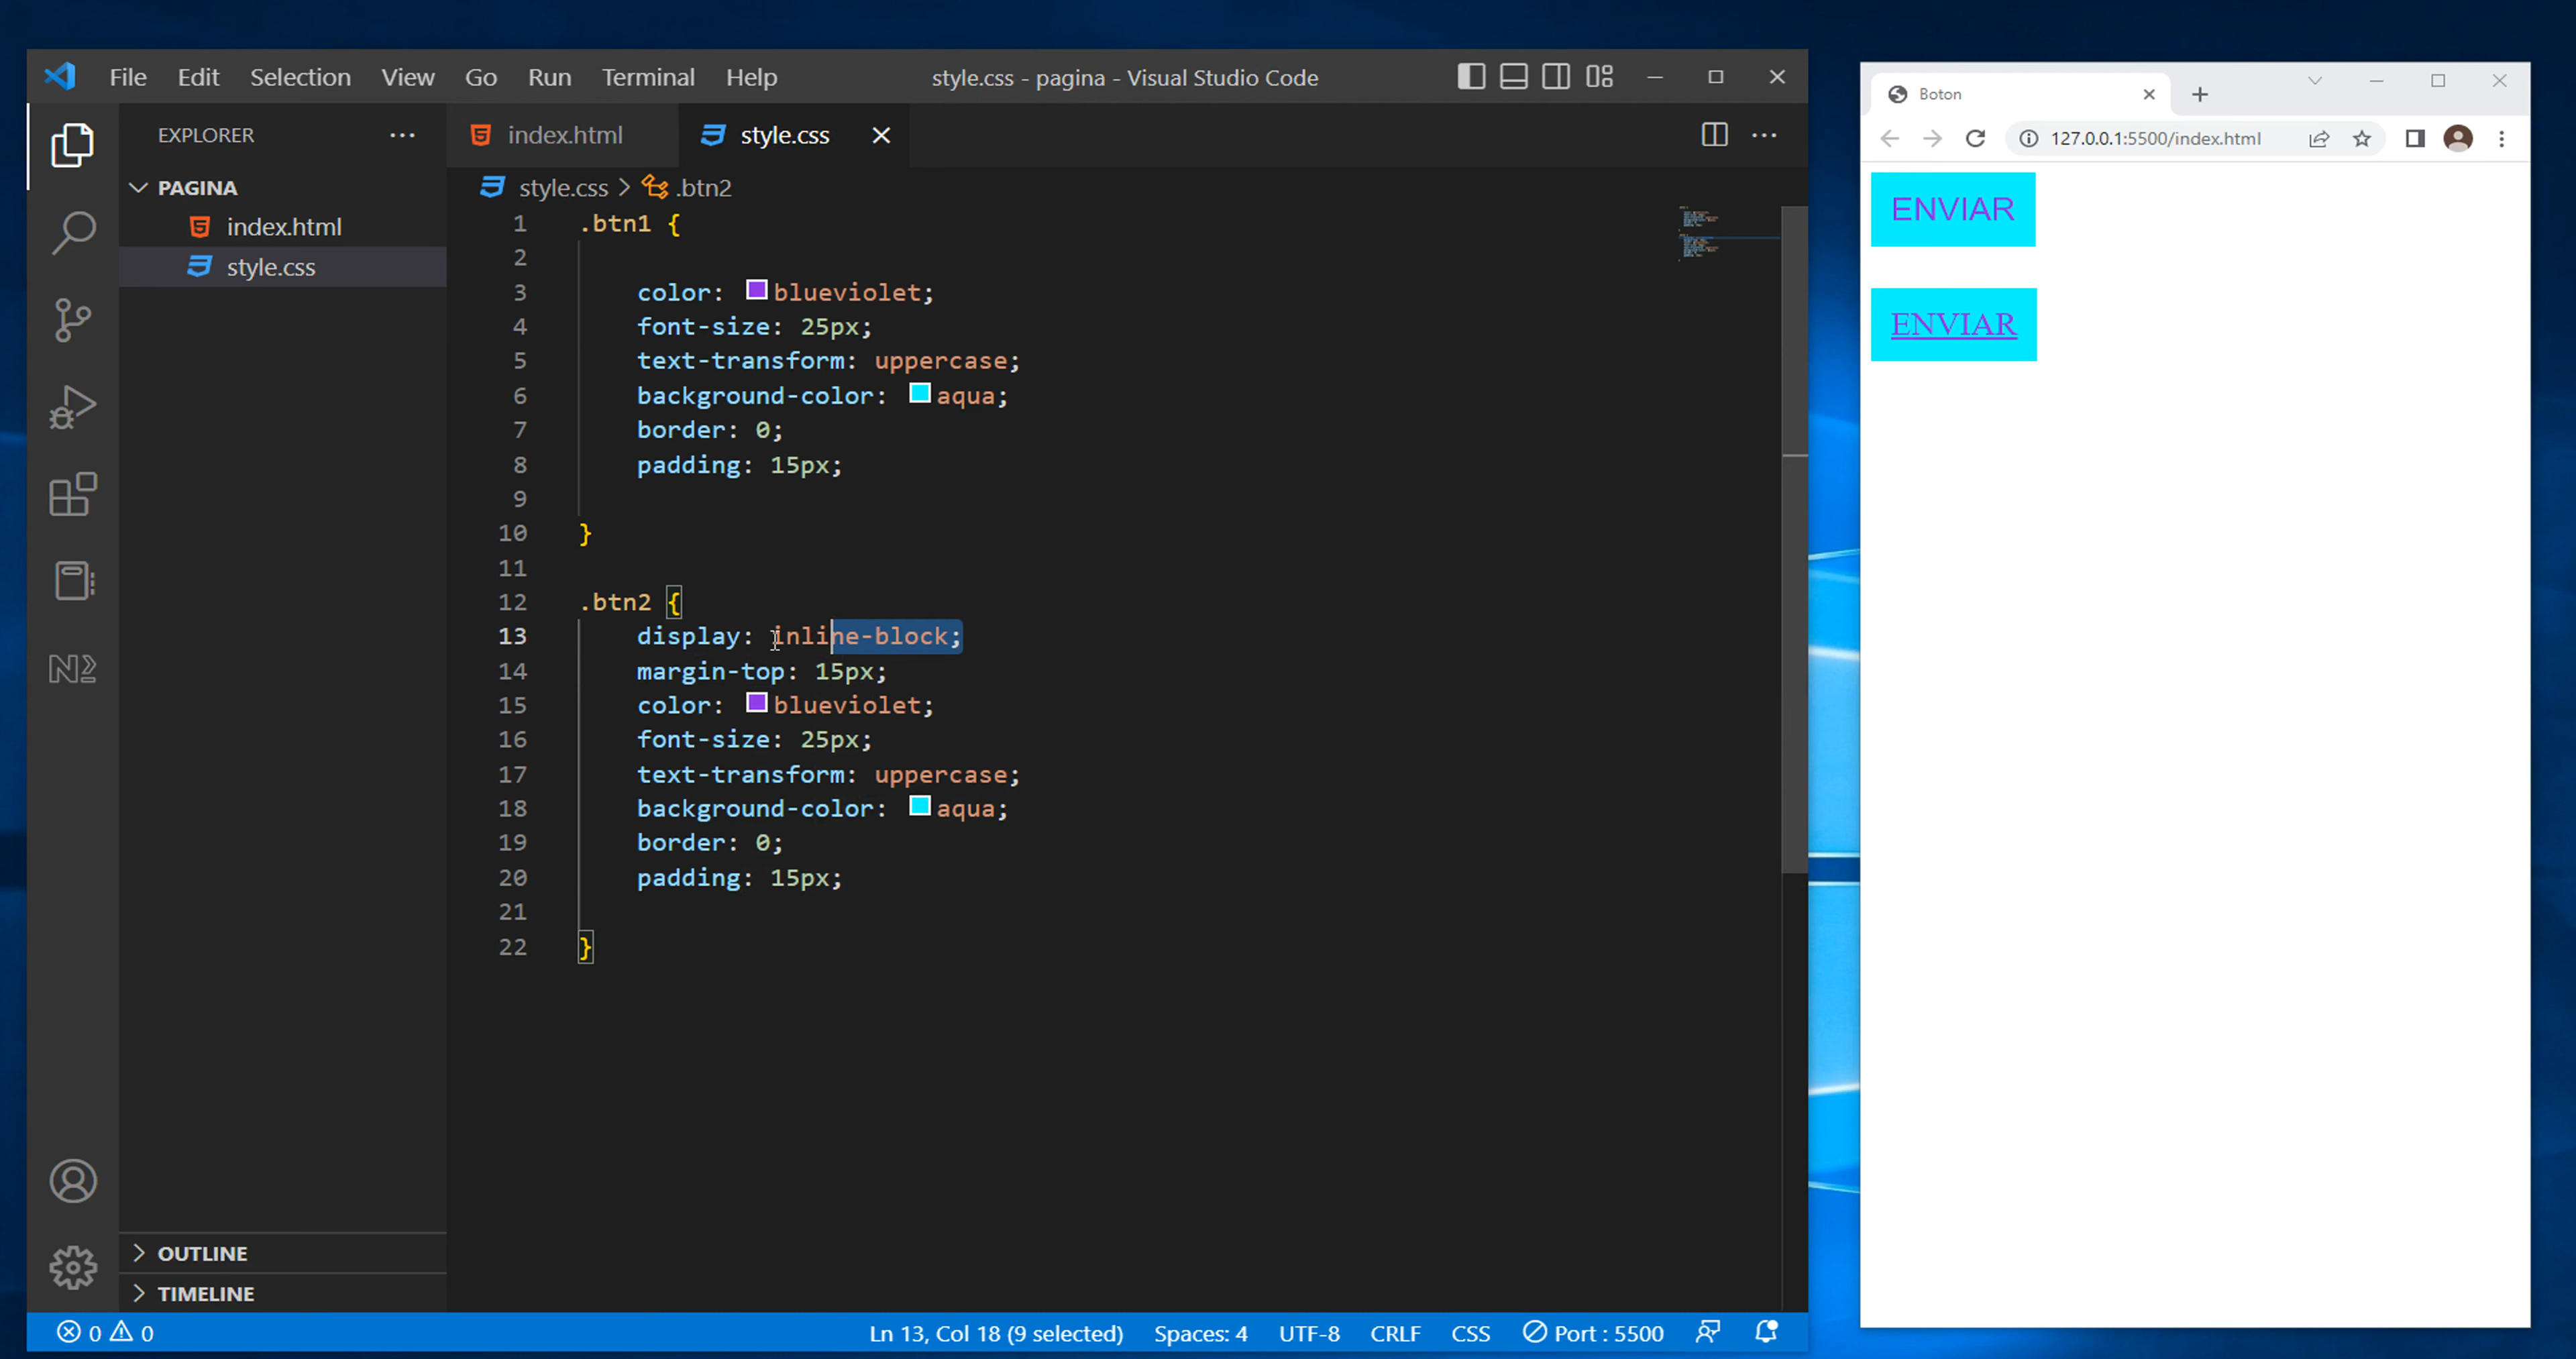 File Edit Selection View Go Run Terminal Help
style.css - pagina - Visual Studio Code
EXPLORER
PAGINA
index.html
style.css
OUTLINE
TIMELINE
index.html
style.css
style.css > .btn2
1 .btn1 {
2
3 color: blueviolet;
4 font-size: 25px;
5 text-transform: uppercase;
6 background-color: aqua;
7 border: 0;
8 padding: 15px;
9
10 }
11
12 .btn2 {
13 display: inline-block;
14 margin-top: 15px;
15 color: blueviolet;
16 font-size: 25px;
17 text-transform: uppercase;
18 background-color: aqua;
19 border: 0;
20 padding: 15px;
21
22 }
0 0
Ln 13, Col 18 (9 selected) Spaces: 4 UTF-8 CRLF CSS Port : 5500
Boton
127.0.0.1:5500/index.html
ENVIAR
ENVIAR